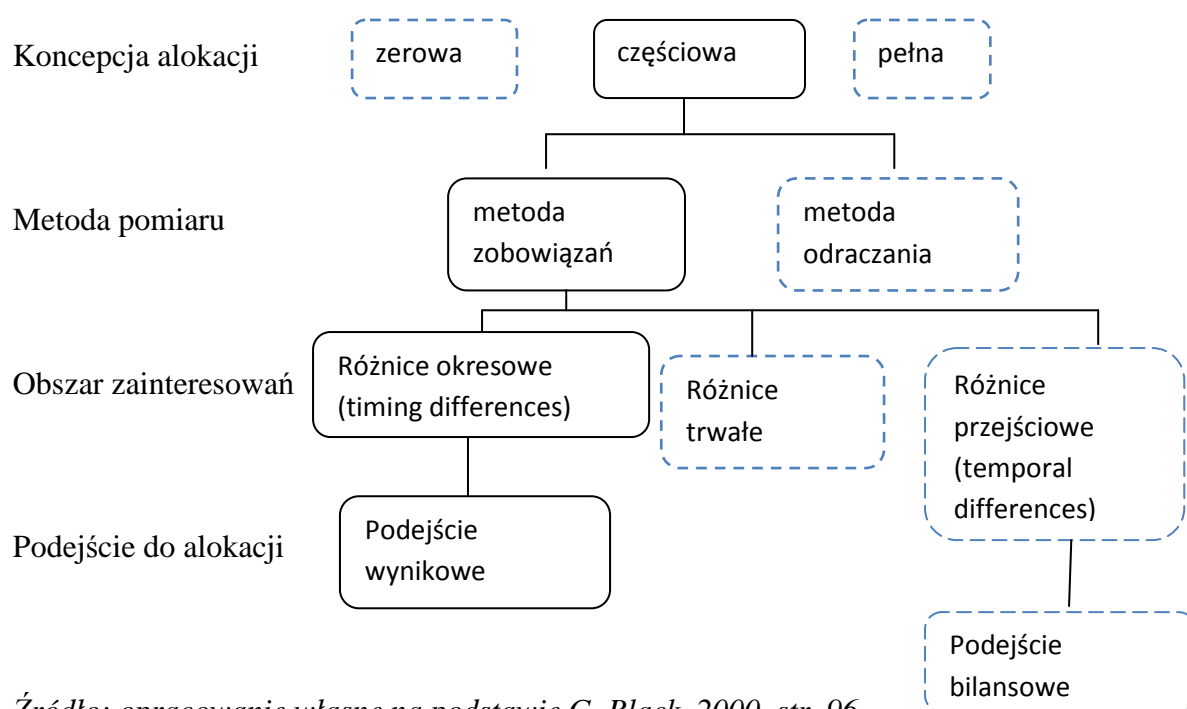 Koncepcja alokacji zerowa częściowa pełna
Metoda pomiaru
metoda
zobowiązań
metoda
odraczania
Obszar zainteresowań
Różnice okresowe
(timing differences)
Różnice
trwałe
Różnice
przejściowe
(temporal
differences)
Podejście do alokacji
Podejście
wynikowe
Podejście
bilansowe
Źródło: opracowanie własne na podstawie G. Black, 2000, str. 96